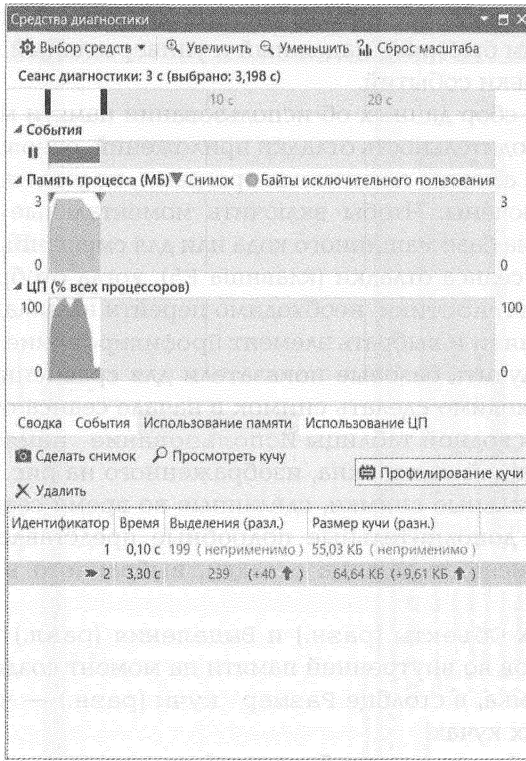 Средства диагностики
Выбор средств Увеличить Уменьшить Сброс масштаба
Сеанс диагностики: 3 с (выбрано: 3,198 с)
10 с 20 с
События
Память процесса (МБ) Снимок Байты исключительного пользования
3 3
0 0
ЦП (% всех процессоров)
100 100
0 0
Сводка События Использование памяти Использование ЦП
Сделать снимок Просмотреть кучу
Профилирование кучи
Удалить
Идентификатор Время Выделения (разл.) Размер кучи (разн.)
1 0,10 с 199 (неприменимо) 55,03 КБ (неприменимо)
2 3,30 с 239 (+40 ) 64,64 КБ (+9,61 КБ )